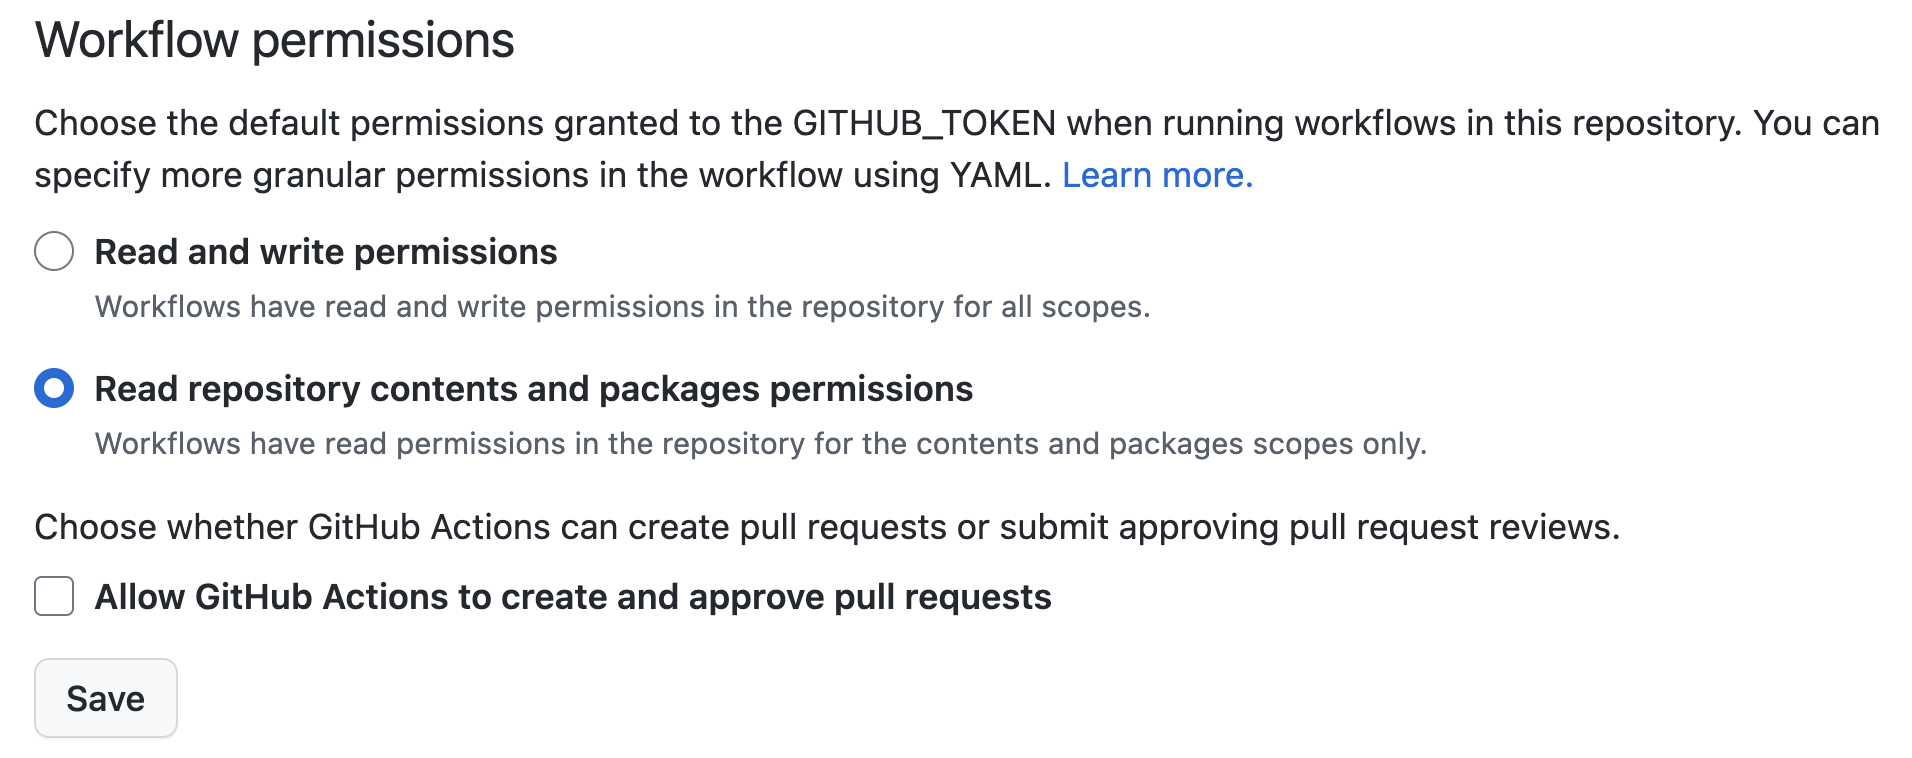 Workflow permissions
Choose the default permissions granted to the GITHUB_TOKEN when running workflows in this repository. You can
specify more granular permissions in the workflow using YAML. Learn more.
Read and write permissions
Workflows have read and write permissions in the repository for all scopes.
Read repository contents and packages permissions
Workflows have read permissions in the repository for the contents and packages scopes only.
Choose whether GitHub Actions can create pull requests or submit approving pull request reviews.
Allow GitHub Actions to create and approve pull requests
Save